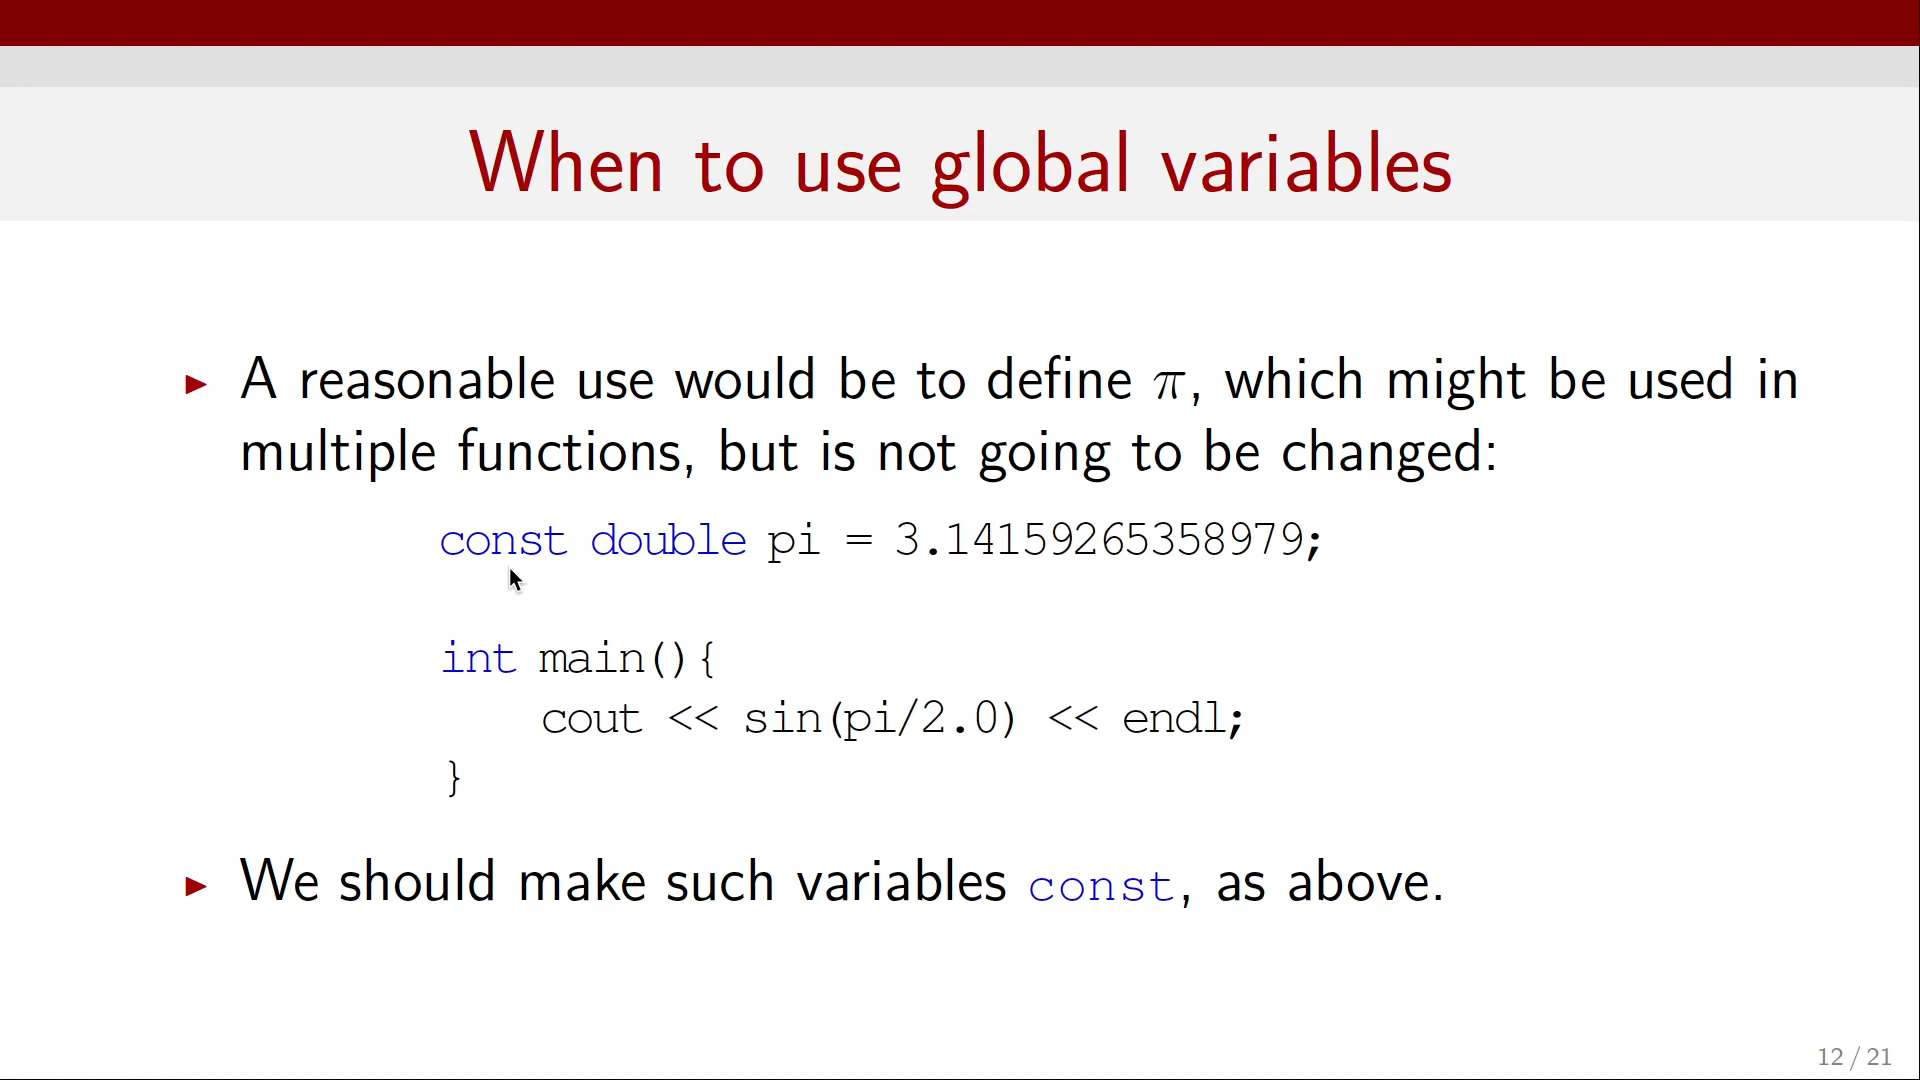 When to use global variables
▶ A reasonable use would be to define π, which might be used in
multiple functions, but is not going to be changed:
const double pi = 3.14159265358979;
int main(){
cout << sin(pi/2.0) << endl;
}
▶ We should make such variables const, as above.
12 / 21